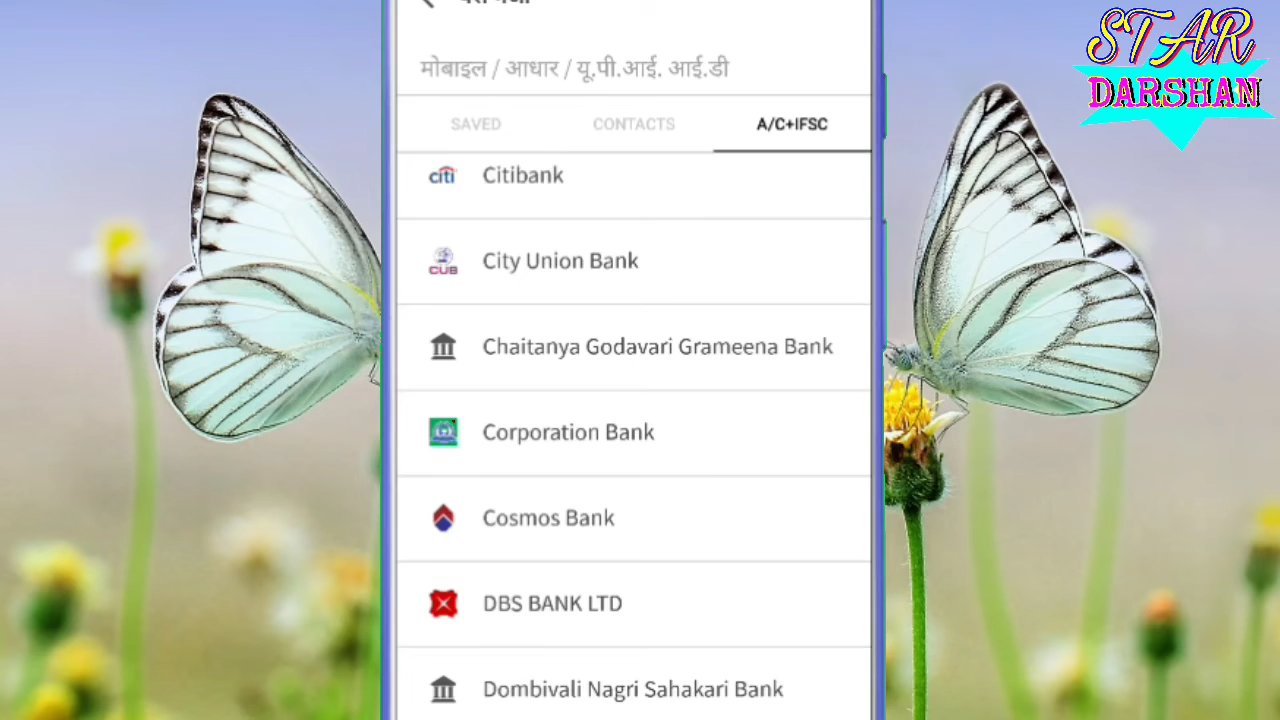 मोबाइल / आधार / यू.पी.आई. आई.डी
SAVED CONTACTS A/C+IFSC
citi Citibank
CUB City Union Bank
Chaitanya Godavari Grameena Bank
Corporation Bank
Cosmos Bank
DBS BANK LTD
Dombivali Nagri Sahakari Bank
STAR
DARSHAN